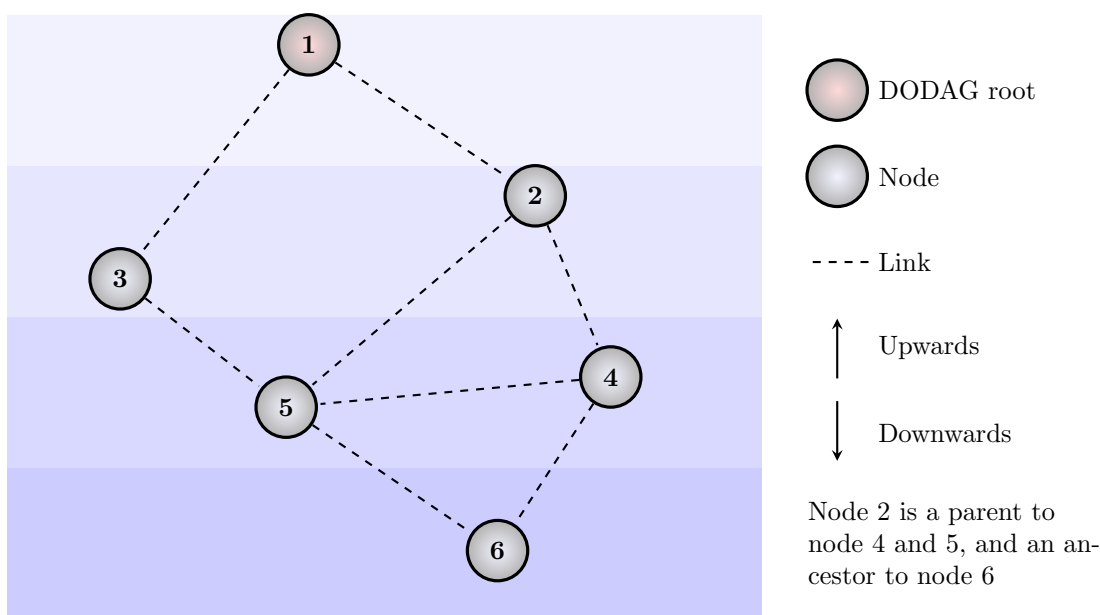 1
2
3
4
5
6
DODAG root
Node
Link
Upwards
Downwards
Node 2 is a parent to
node 4 and 5, and an an-
cestor to node 6